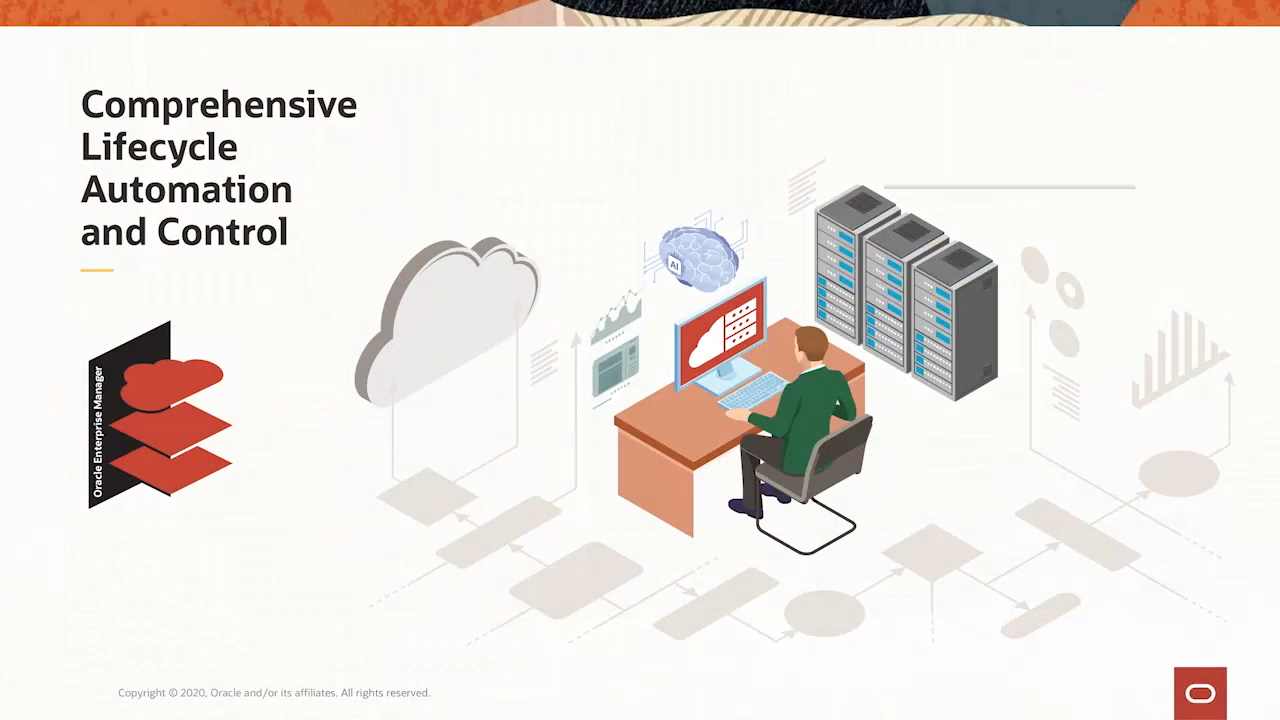 Comprehensive
Lifecycle
Automation
and Control
Oracle Enterprise Manager
AI
Copyright © 2020, Oracle and/or its affiliates. All rights reserved.